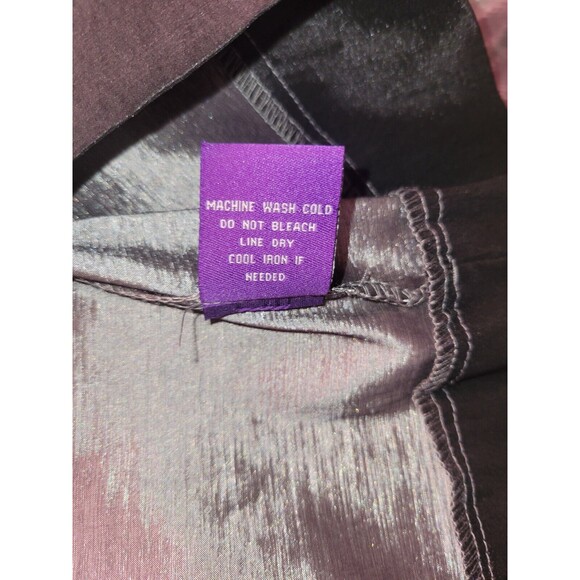 MACHINE WASH COLD
DO NOT BLEACH
LINE DRY
COOL IRON IF
NEEDED